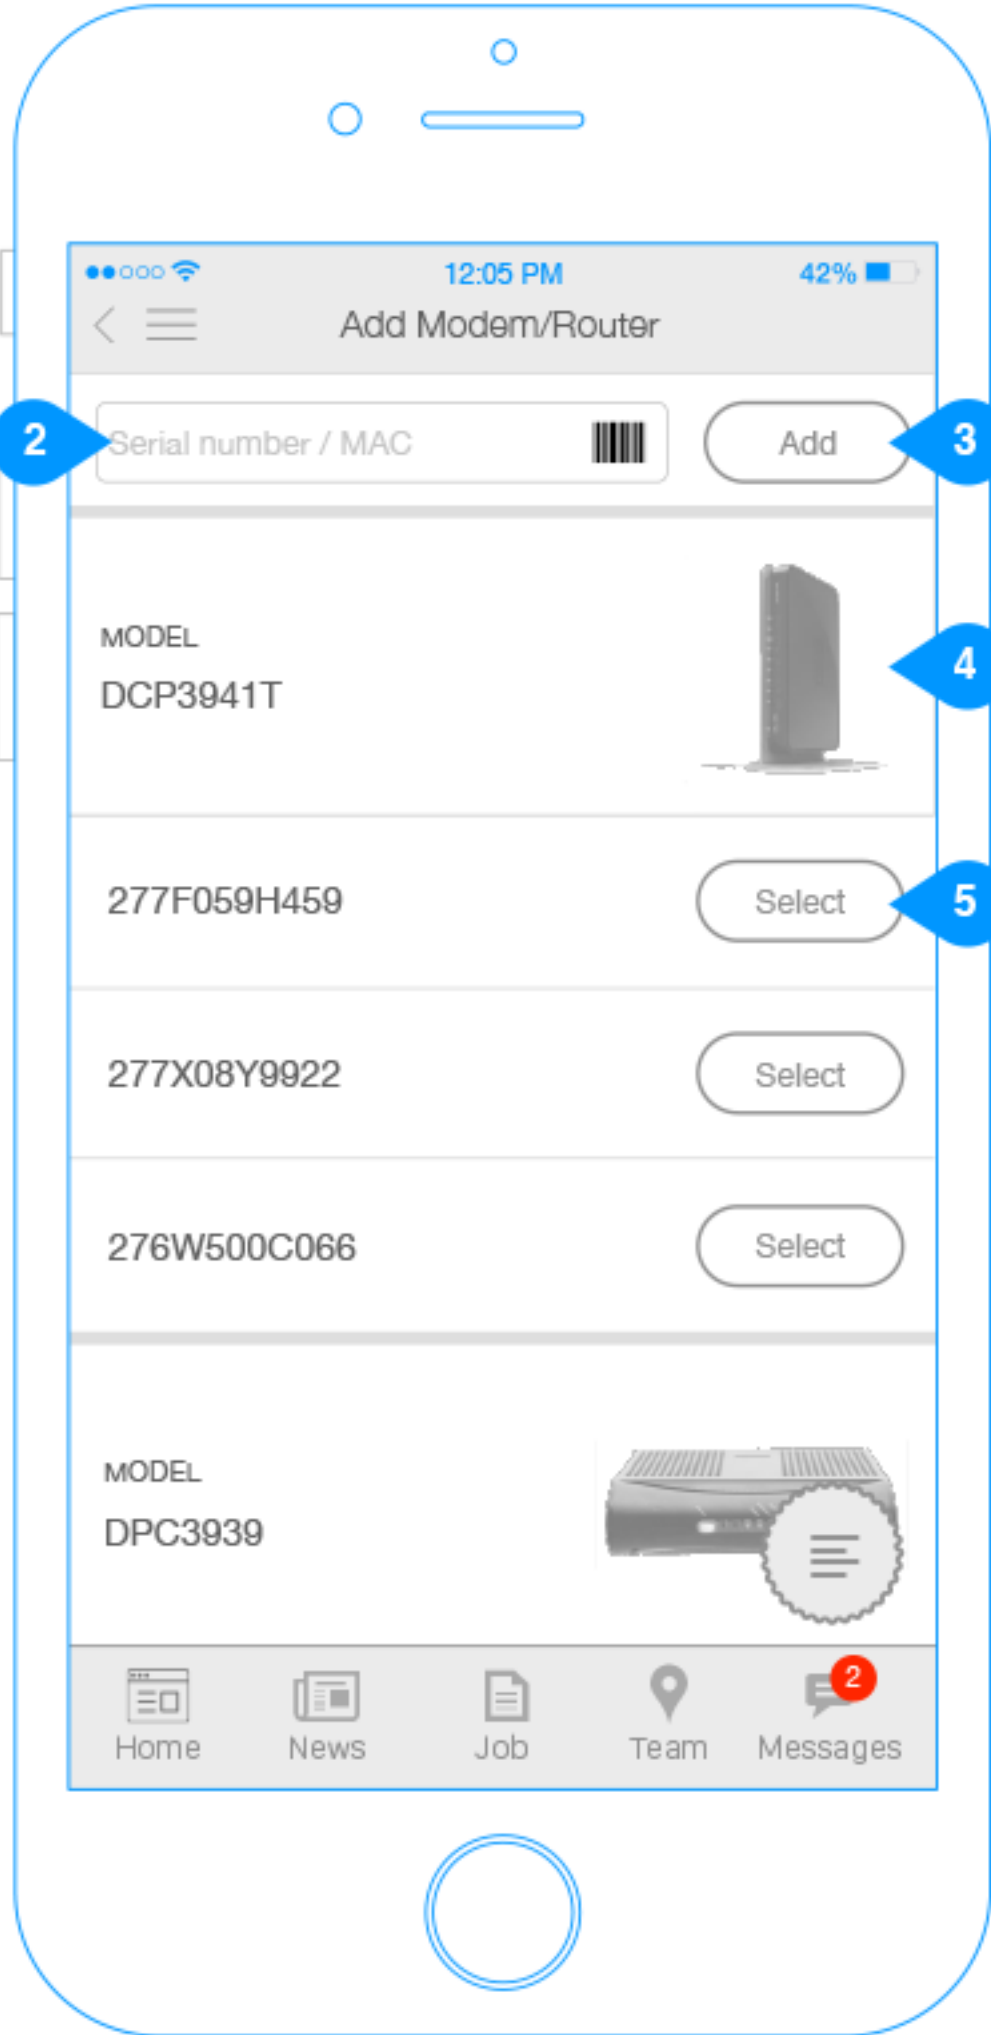 12:05 PM
42%
Add Modem/Router
2
Serial number / MAC
Add
3
MODEL
DCP3941T
4
277F059H459
Select
5
277X08Y9922
Select
276W500C066
Select
MODEL
DPC3939
2
Home
News
Job
Team
Messages